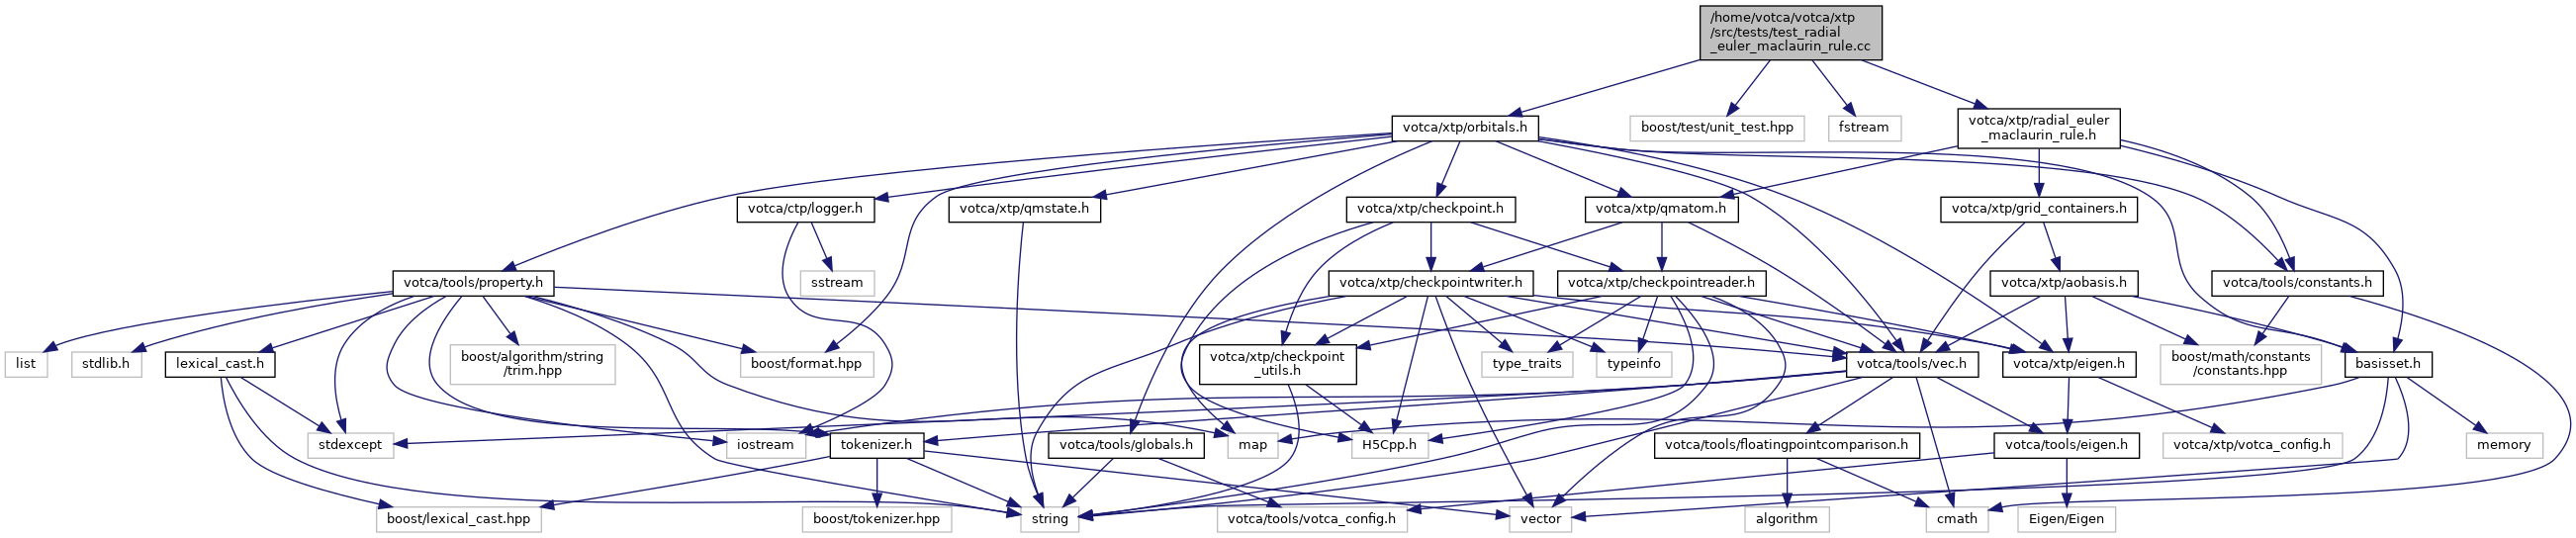 /home/votca/votca/xtp
/src/tests/test_radial
_euler_maclaurin_rule.cc
votca/xtp/orbitals.h
boost/test/unit_test.hpp
fstream
votca/xtp/radial_euler
_maclaurin_rule.h
votca/ctp/logger.h
votca/xtp/qmstate.h
votca/xtp/checkpoint.h
votca/xtp/qmatom.h
votca/xtp/grid_containers.h
votca/tools/property.h
sstream
votca/xtp/checkpointwriter.h
votca/xtp/checkpointreader.h
votca/xtp/aobasis.h
votca/tools/constants.h
list
stdlib.h
lexical_cast.h
boost/algorithm/string
/trim.hpp
boost/format.hpp
votca/xtp/checkpoint
_utils.h
type_traits
typeinfo
votca/tools/vec.h
votca/xtp/eigen.h
boost/math/constants
/constants.hpp
basisset.h
stdexcept
iostream
tokenizer.h
votca/tools/globals.h
map
H5Cpp.h
votca/tools/floatingpointcomparison.h
votca/tools/eigen.h
votca/xtp/votca_config.h
memory
boost/lexical_cast.hpp
boost/tokenizer.hpp
string
votca/tools/votca_config.h
vector
algorithm
cmath
Eigen/Eigen